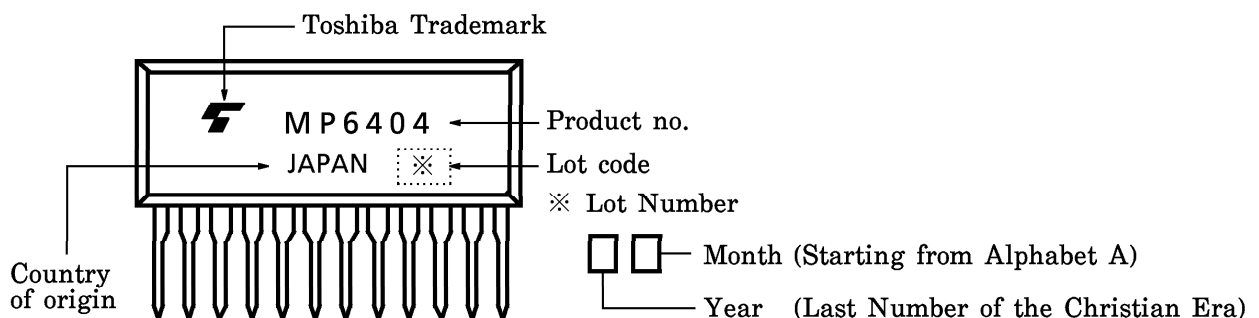 Toshiba Trademark
MP6404
Product no.
JAPAN ※
Lot code
※ Lot Number
Month (Starting from Alphabet A)
Country
of origin
Year (Last Number of the Christian Era)